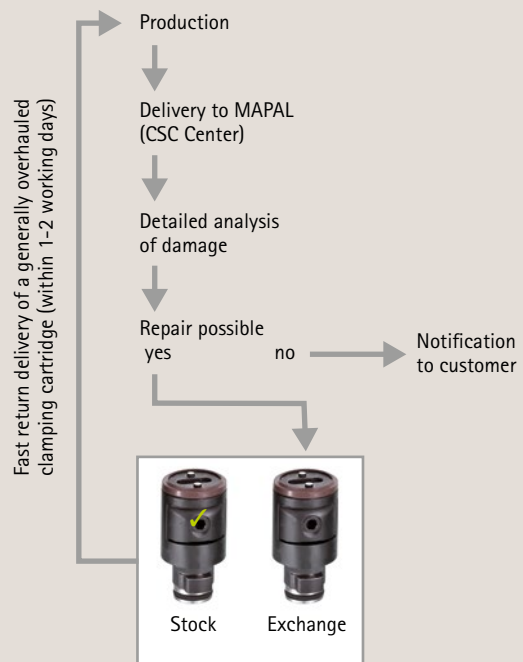 Production
Delivery to MAPAL
(CSC Center)
Detailed analysis
of damage
Repair possible
yes no
Notification
to customer
Stock Exchange
Fast return delivery of a generally overhauled
clamping cartridge (within 1-2 working days)